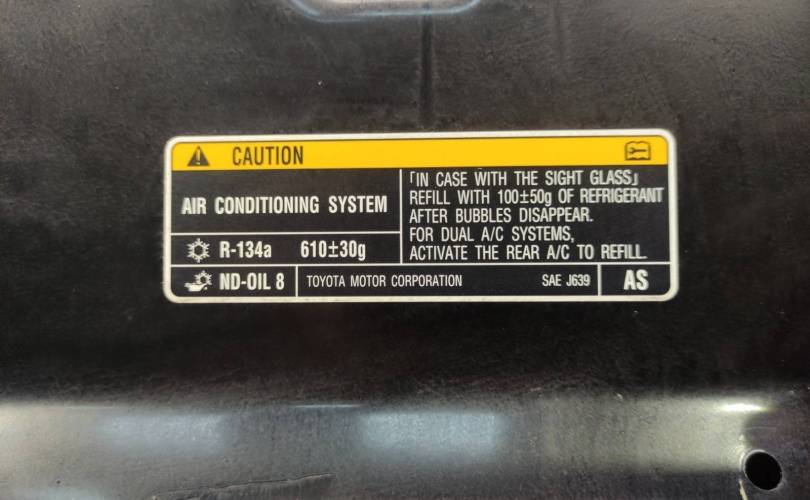 CAUTION
AIR CONDITIONING SYSTEM
R-134a 610±30g
「IN CASE WITH THE SIGHT GLASS」
REFILL WITH 100±50g OF REFRIGERANT
AFTER BUBBLES DISAPPEAR.
FOR DUAL A/C SYSTEMS,
ACTIVATE THE REAR A/C TO REFILL.
ND-OIL 8 TOYOTA MOTOR CORPORATION SAE J639 AS